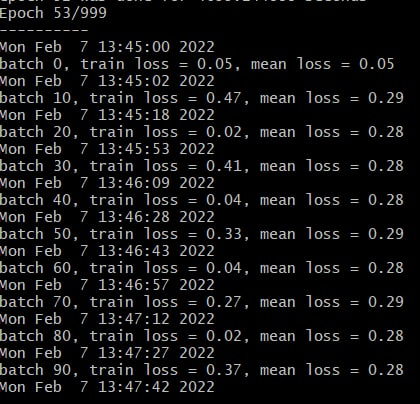 Epoch 53/999
----------
Mon Feb  7 13:45:00 2022
batch 0, train loss = 0.05, mean loss = 0.05
Mon Feb  7 13:45:02 2022
batch 10, train loss = 0.47, mean loss = 0.29
Mon Feb  7 13:45:18 2022
batch 20, train loss = 0.02, mean loss = 0.28
Mon Feb  7 13:45:53 2022
batch 30, train loss = 0.41, mean loss = 0.28
Mon Feb  7 13:46:09 2022
batch 40, train loss = 0.04, mean loss = 0.28
Mon Feb  7 13:46:28 2022
batch 50, train loss = 0.33, mean loss = 0.29
Mon Feb  7 13:46:43 2022
batch 60, train loss = 0.04, mean loss = 0.28
Mon Feb  7 13:46:57 2022
batch 70, train loss = 0.27, mean loss = 0.29
Mon Feb  7 13:47:12 2022
batch 80, train loss = 0.02, mean loss = 0.28
Mon Feb  7 13:47:27 2022
batch 90, train loss = 0.37, mean loss = 0.28
Mon Feb  7 13:47:42 2022